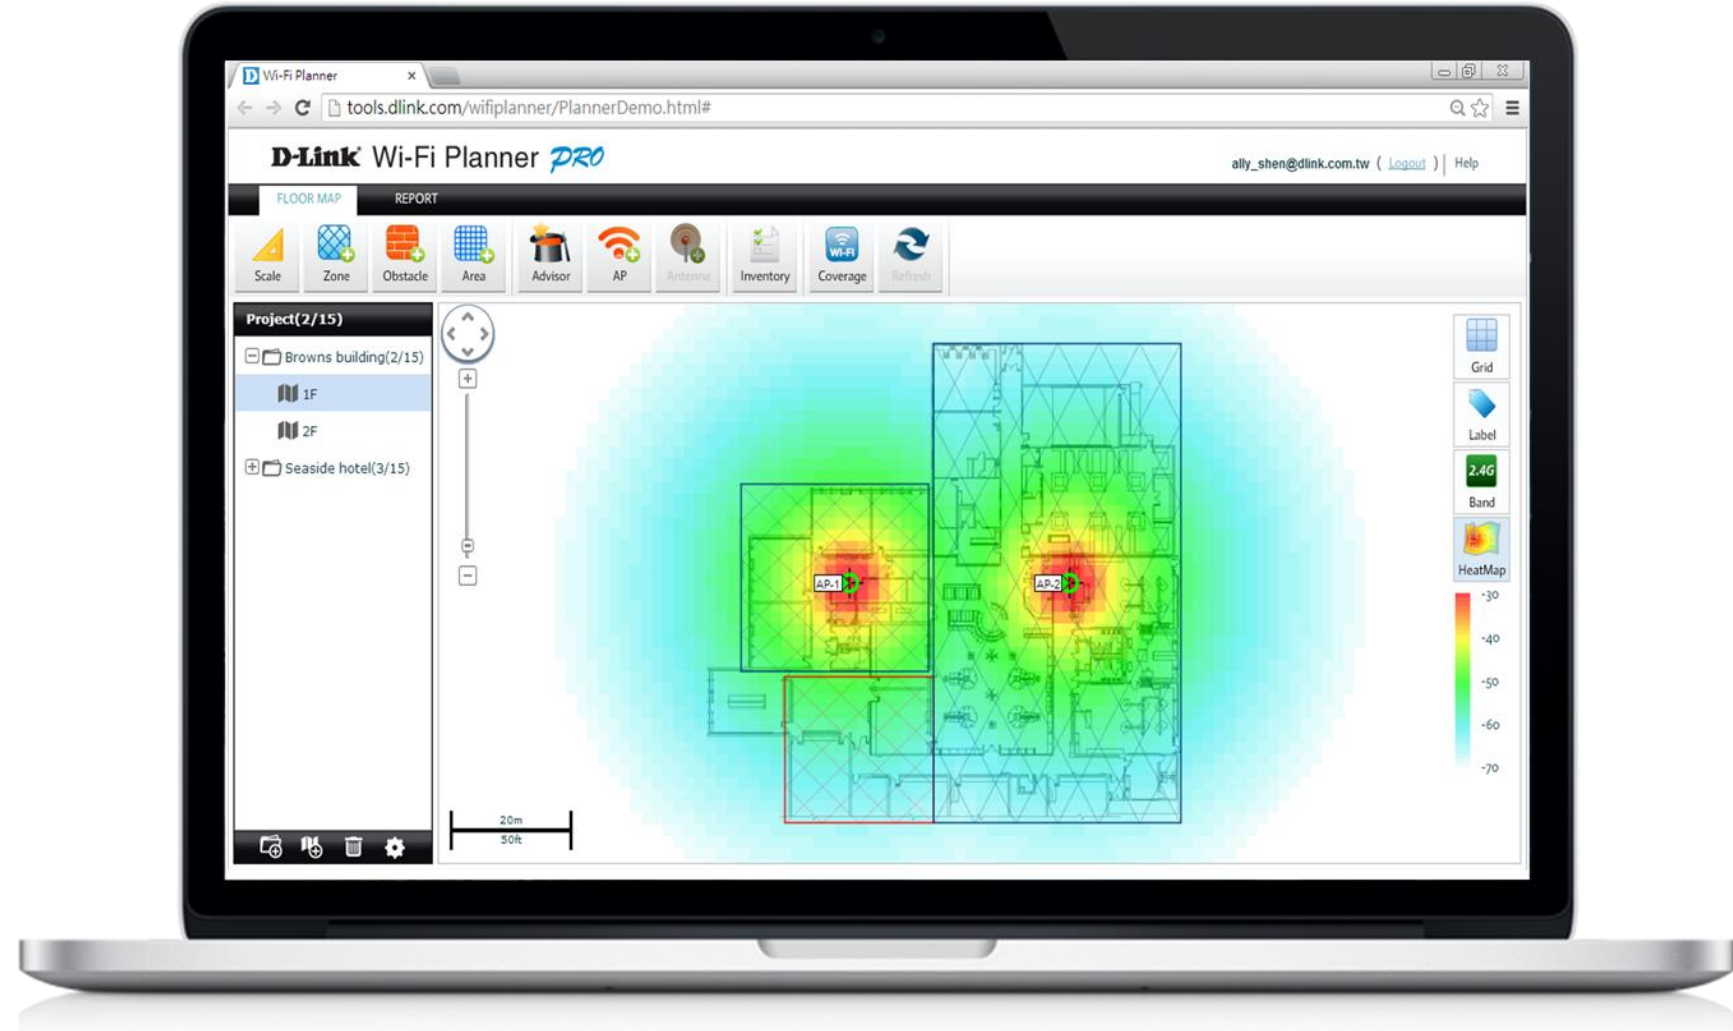 Wi-Fi Planner
tools.dlink.com/wifiplanner/PlannerDemo.html#
D-Link Wi-Fi Planner PRO
ally_shen@dlink.com.tw ( Logout ) | Help
FLOOR MAP REPORT
Wi-Fi
Scale Zone Obstacle Area Advisor AP Antenna Inventory Coverage Refresh
Project(2/15)
Browns building(2/15)
1F
2F
Seaside hotel(3/15)
AP-1
AP-2
20m
50ft
Grid
Label
2.4G
Band
HeatMap
-30
-40
-50
-60
-70